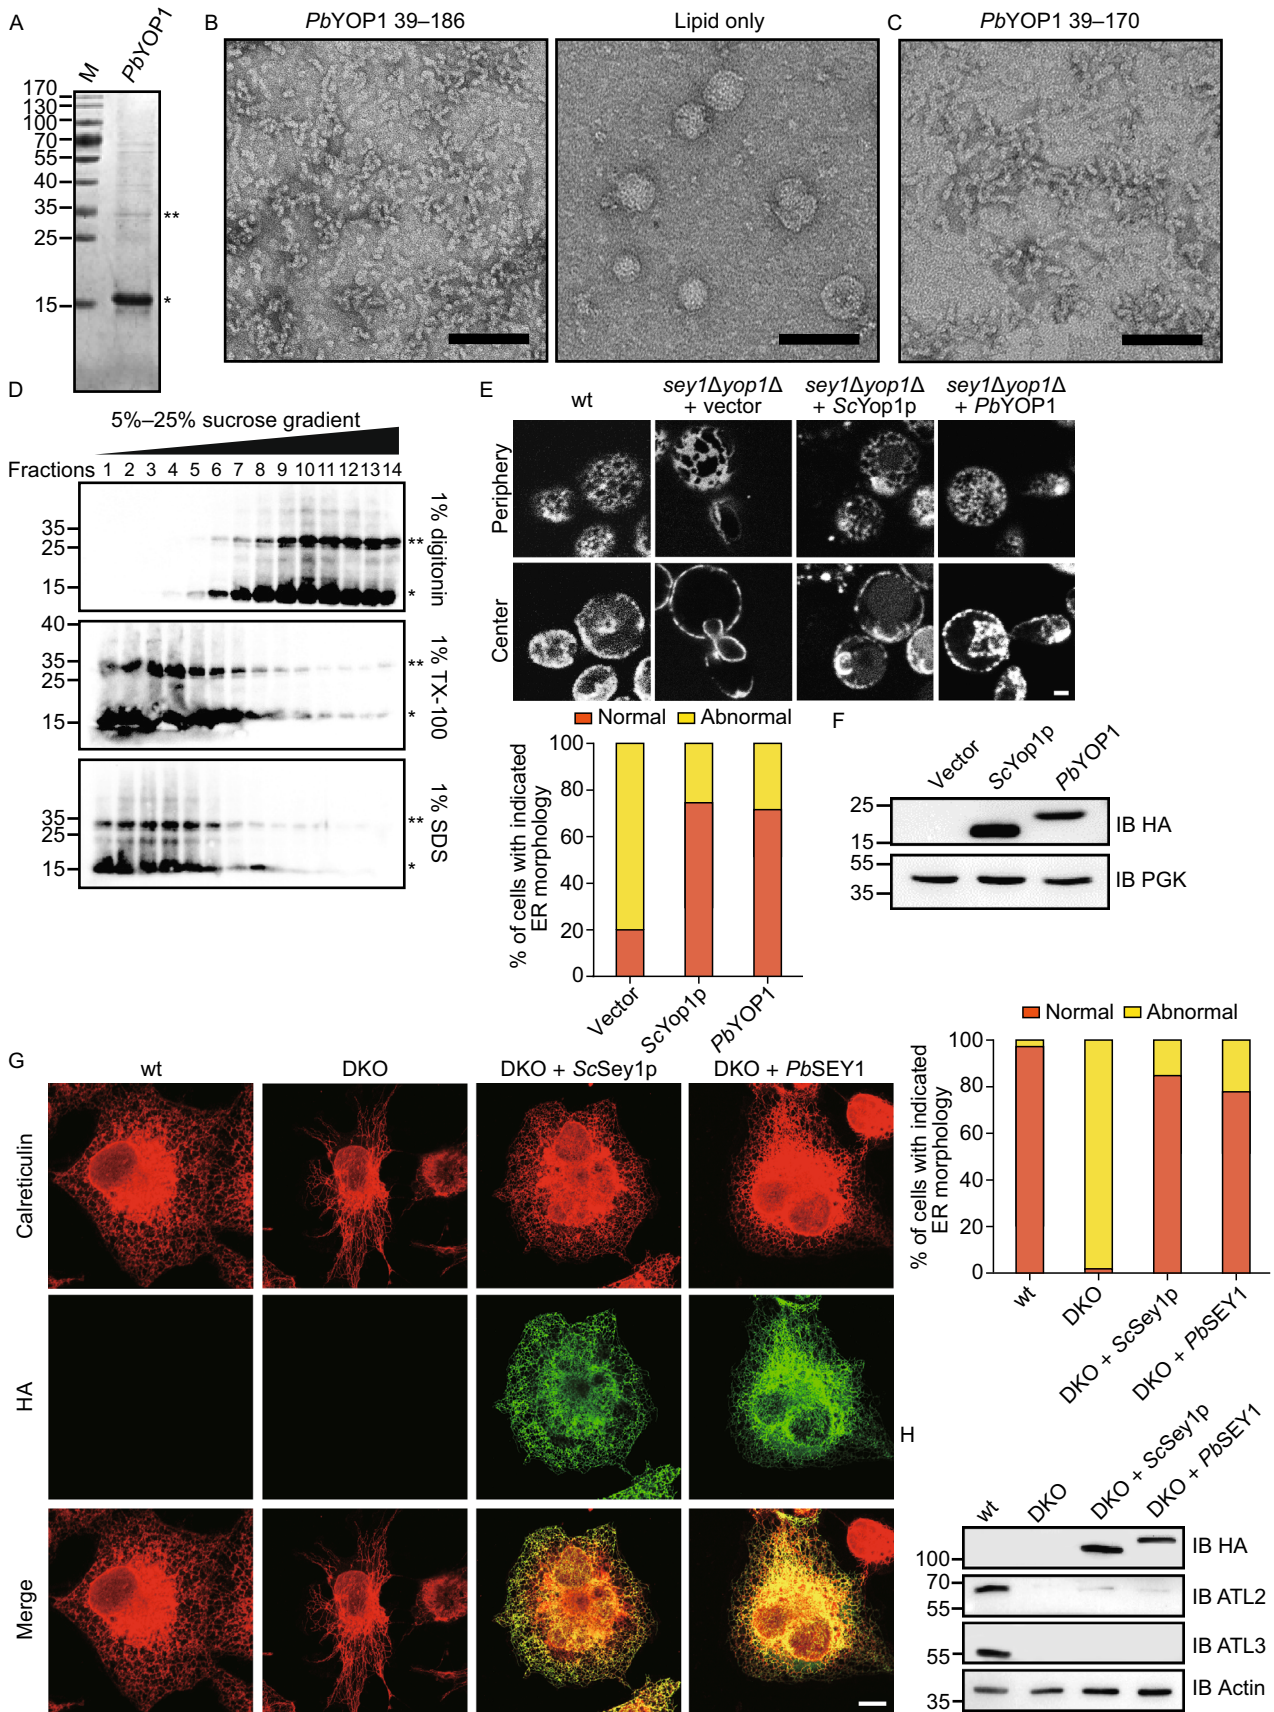 A
M
PbYOP1
170
130
100
70
55
40
35
25
15
**
*
B
PbYOP1 39–186
Lipid only
C
PbYOP1 39–170
D
5%–25% sucrose gradient
Fractions 1 2 3 4 5 6 7 8 9 10 11 12 13 14
35
25
15
**
*
1% digitonin
40
35
25
15
**
*
1% TX-100
35
25
15
**
*
1% SDS
E
wt
sey1Δyop1Δ
+ vector
sey1Δyop1Δ
+ ScYop1p
sey1Δyop1Δ
+ PbYOP1
Periphery
Center
Normal Abnormal
% of cells with indicated
ER morphology
100
80
60
40
20
0
Vector
ScYop1p
PbYOP1
F
Vector
ScYop1p
PbYOP1
25
15
IB HA
55
35
IB PGK
G
wt
DKO
DKO + ScSey1p
DKO + PbSEY1
Calreticulin
HA
Merge
Normal Abnormal
% of cells with indicated
ER morphology
100
80
60
40
20
0
wt
DKO
DKO + ScSey1p
DKO + PbSEY1
H
wt
DKO
DKO + ScSey1p
DKO + PbSEY1
100
IB HA
70
55
IB ATL2
55
IB ATL3
35
IB Actin